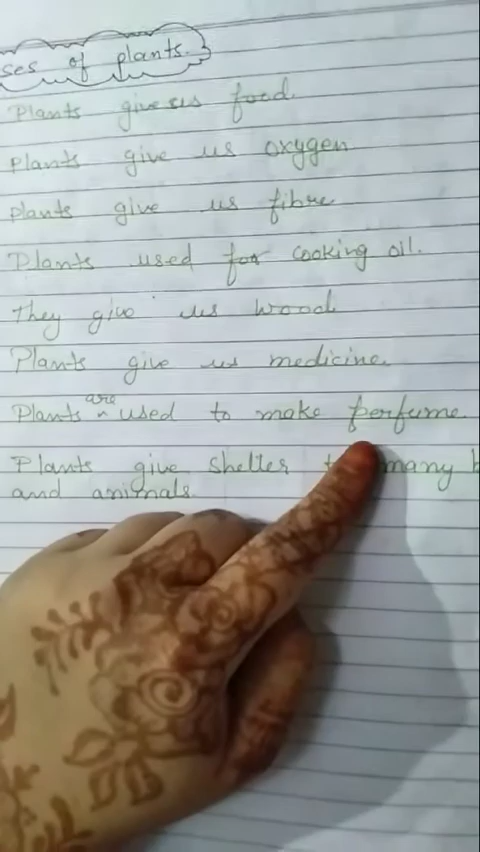 ses of plants.
Plants gives us food.
Plants give us oxygen
Plants give us fibre
Plants used for cooking oil.
They give us wood.
Plants give us medicine.
Plants are used to make perfume.
Plants give shelter many
and animals.